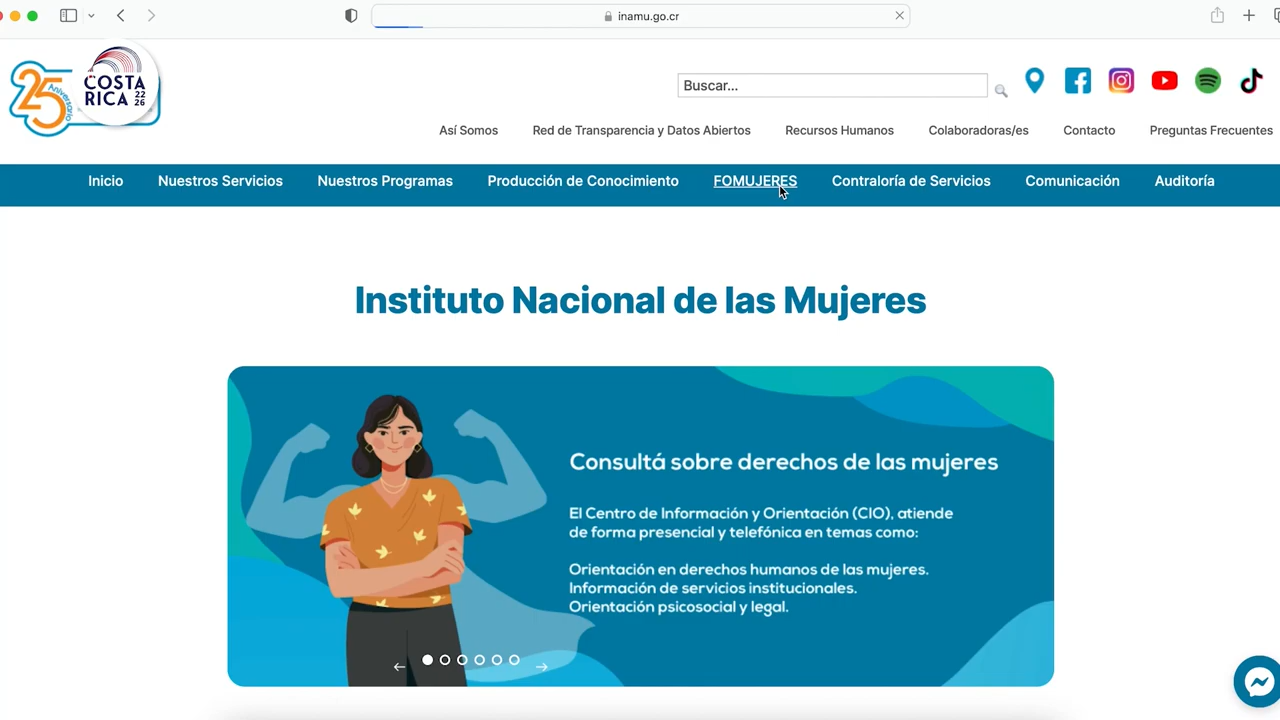 inamu.go.cr
25
Aniversario
COSTA
RICA 22 26
Buscar...
Así Somos Red de Transparencia y Datos Abiertos Recursos Humanos Colaboradoras/es Contacto Preguntas Frecuentes
Inicio Nuestros Servicios Nuestros Programas Producción de Conocimiento FOMUJERES Contraloría de Servicios Comunicación Auditoría
Instituto Nacional de las Mujeres
Consultá sobre derechos de las mujeres
El Centro de Información y Orientación (CIO), atiende
de forma presencial y telefónica en temas como:
Orientación en derechos humanos de las mujeres.
Información de servicios institucionales.
Orientación psicosocial y legal.